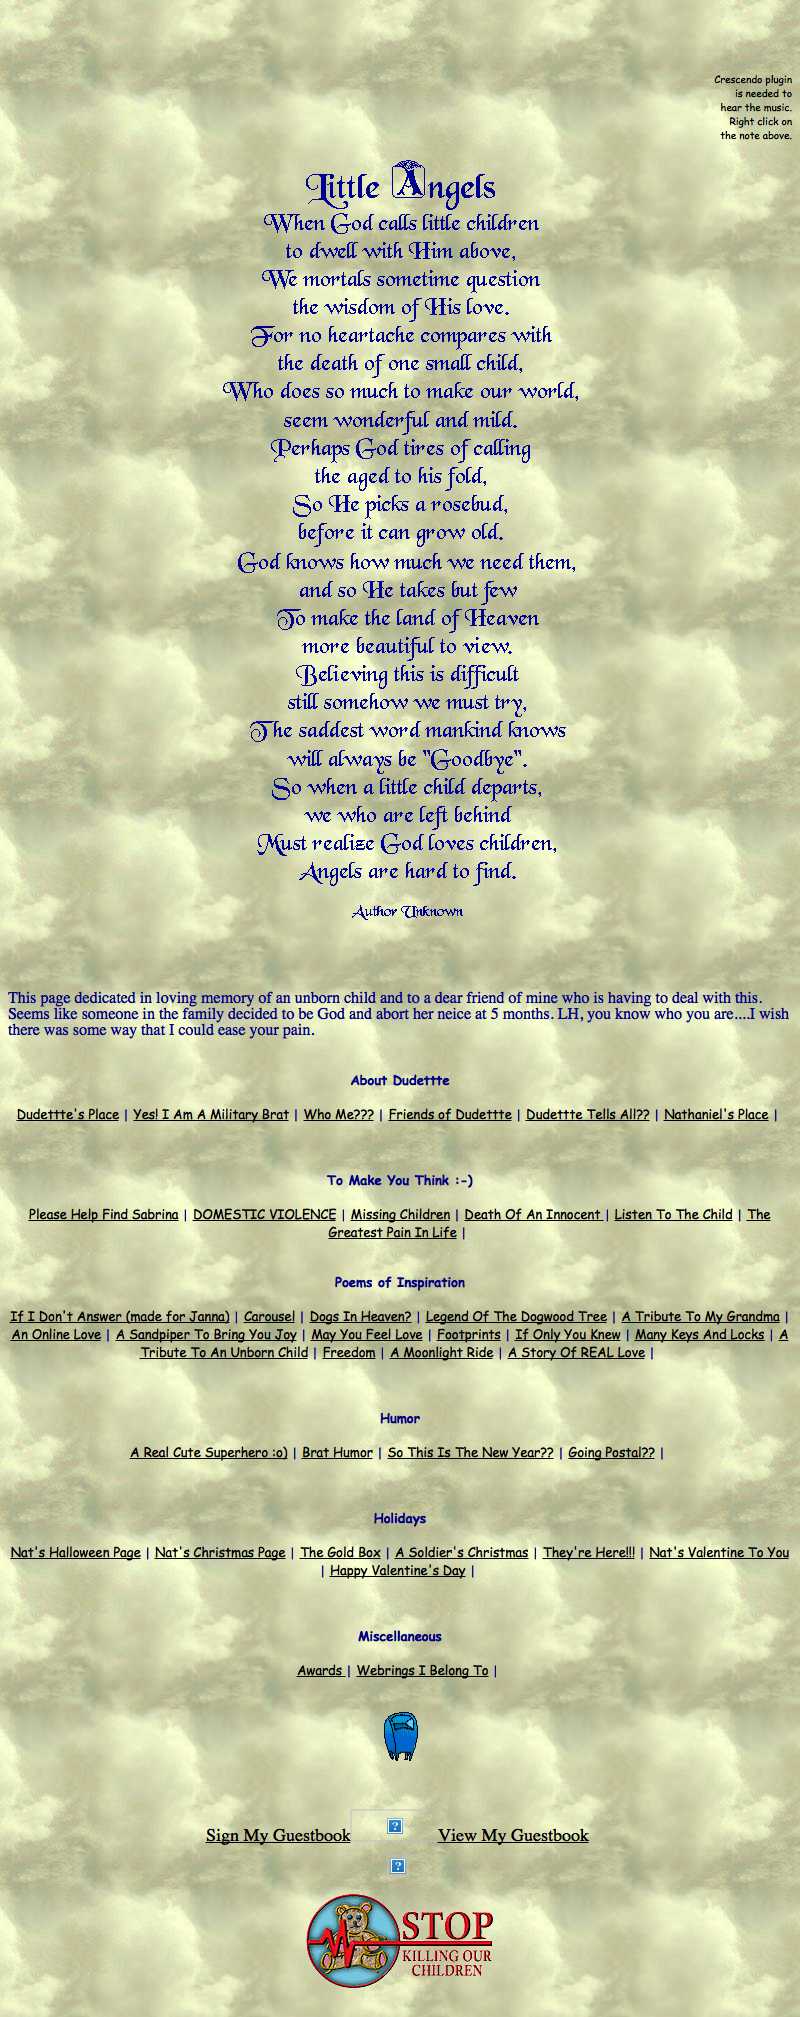 Crescendo plugin
is needed to
hear the music.
Right click on
the note above.
Little Angels
When God calls little children
to dwell with Him above,
We mortals sometime question
the wisdom of His love.
For no heartache compares with
the death of one small child,
Who does so much to make our world,
seem wonderful and mild.
Perhaps God tires of calling
the aged to his fold,
So He picks a rosebud,
before it can grow old.
God knows how much we need them,
and so He takes but few
To make the land of Heaven
more beautiful to view.
Believing this is difficult
still somehow we must try,
The saddest word mankind knows
will always be "Goodbye".
So when a little child departs,
we who are left behind
Must realize God loves children,
Angels are hard to find.
Author Unknown
This page dedicated in loving memory of an unborn child and to a dear friend of mine who is having to deal with this.
Seems like someone in the family decided to be God and abort her neice at 5 months. LH, you know who you are....I wish
there was some way that I could ease your pain.
About Dudettte
Dudettte's Place | Yes! I Am A Military Brat | Who Me??? | Friends of Dudettte | Dudettte Tells All?? | Nathaniel's Place |
To Make You Think :-)
Please Help Find Sabrina | DOMESTIC VIOLENCE | Missing Children | Death Of An Innocent | Listen To The Child | The
Greatest Pain In Life |
Poems of Inspiration
If I Don't Answer (made for Janna) | Carousel | Dogs In Heaven? | Legend Of The Dogwood Tree | A Tribute To My Grandma |
An Online Love | A Sandpiper To Bring You Joy | May You Feel Love | Footprints | If Only You Knew | Many Keys And Locks | A
Tribute To An Unborn Child | Freedom | A Moonlight Ride | A Story Of REAL Love |
Humor
A Real Cute Superhero :o) | Brat Humor | So This Is The New Year?? | Going Postal?? |
Holidays
Nat's Halloween Page | Nat's Christmas Page | The Gold Box | A Soldier's Christmas | They're Here!!! | Nat's Valentine To You
| Happy Valentine's Day |
Miscellaneous
Awards | Webrings I Belong To |
Sign My Guestbook View My Guestbook
STOP
KILLING OUR
CHILDREN